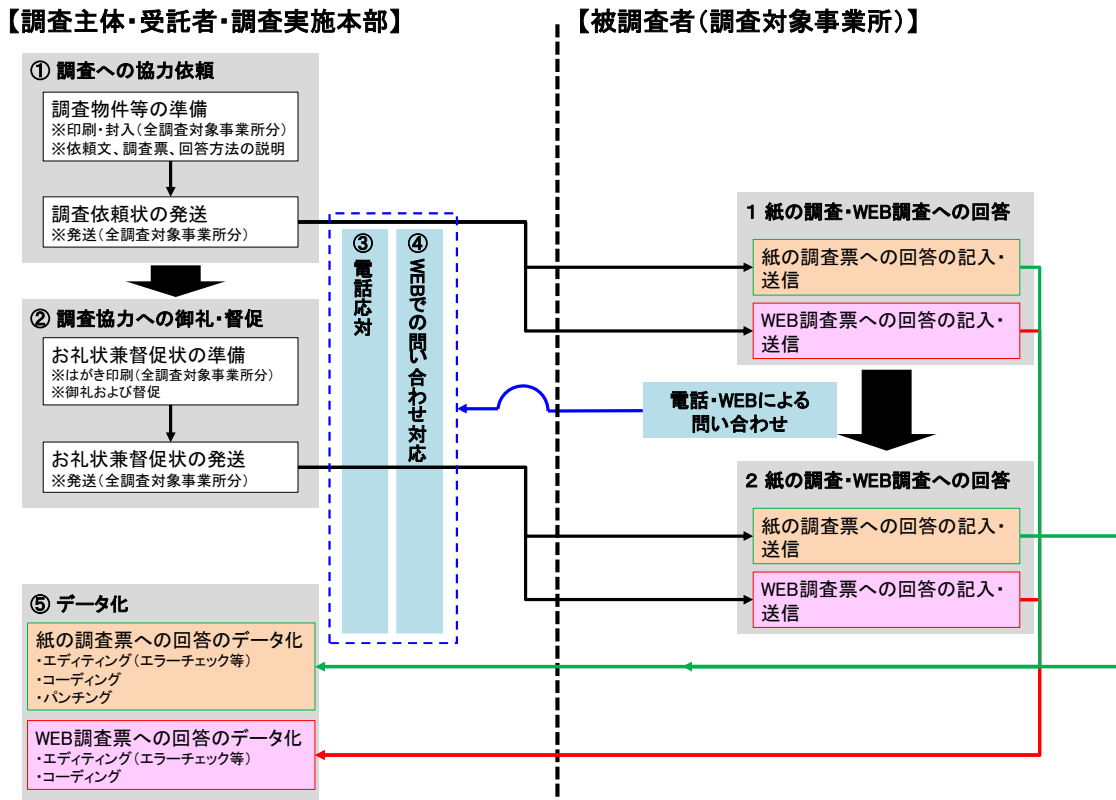 【調査主体・受託者・調査実施本部】
【被調査者(調査対象事業所)】
① 調査への協力依頼
調査物件等の準備
※印刷・封入(全調査対象事業所分)
※依頼文、調査票、回答方法の説明
調査依頼状の発送
※発送(全調査対象事業所分)
② 調査協力への御礼・督促
お礼状兼督促状の準備
※はがき印刷(全調査対象事業所分)
※御礼および督促
お礼状兼督促状の発送
※発送(全調査対象事業所分)
③電話応対
④WEBでの問い合わせ対応
1 紙の調査・WEB調査への回答
紙の調査票への回答の記入・
送信
WEB調査票への回答の記入・
送信
電話・WEBによる
問い合わせ
2 紙の調査・WEB調査への回答
紙の調査票への回答の記入・
送信
WEB調査票への回答の記入・
送信
⑤ データ化
紙の調査票への回答のデータ化
・エディティング(エラーチェック等)
・コーディング
・パンチング
WEB調査票への回答のデータ化
・エディティング(エラーチェック等)
・コーディング